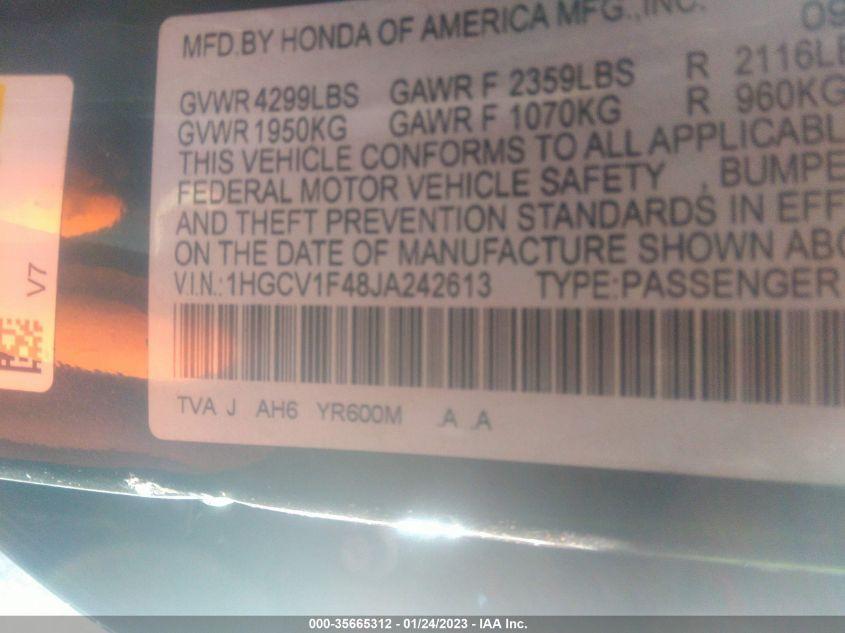 MFD.BY HONDA OF AMERICA MFG.,INC. 09
GVWR 4299LBS GAWR F 2359LBS R 2116LB
GVWR 1950KG GAWR F 1070KG R 960KG
THIS VEHICLE CONFORMS TO ALL APPLICABL
FEDERAL MOTOR VEHICLE SAFETY , BUMPE
AND THEFT PREVENTION STANDARDS IN EFF
ON THE DATE OF MANUFACTURE SHOWN ABO
V.I.N.:1HGCV1F48JA242613 TYPE:PASSENGER
TVA J AH6 YR600M A A
V7
000-35665312 - 01/24/2023 - IAA Inc.